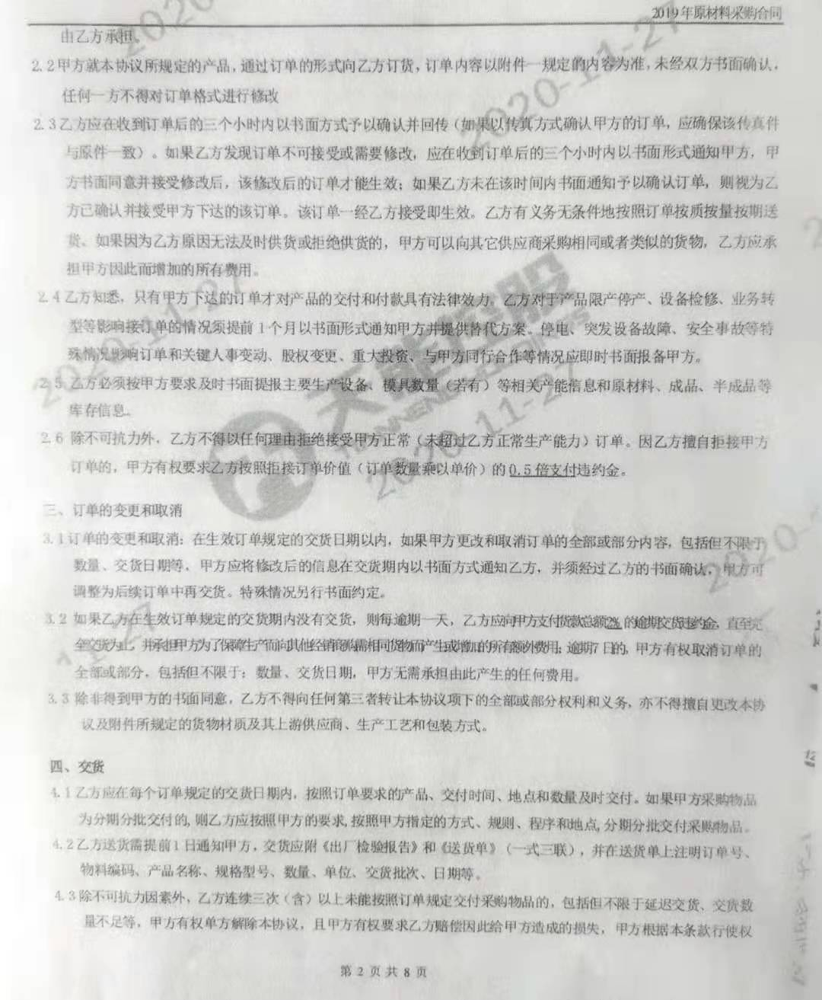 2019年原材料采购合同
由乙方承担。
2.2甲方就本协议所规定的产品,通过订单的形式向乙方订货,订单内容以附件一规定的内容为准,未经双方书面确认,
任何一方不得对订单格式进行修改
2.3乙方应在收到订单后的三个小时内以书面方式予以确认并回传（如果以传真方式确认甲方的订单，应确保该传真件
与原件一致）。如果乙方发现订单不可接受或需要修改，应在收到订单后的三个小时内以书面形式通知甲方，甲
方书面同意并接受修改后，该修改后的订单才能生效；如果乙方未在该时间内书面通知予以确认订单，则视为乙
方已确认并接受甲方下达的该订单。该订单一经乙方接受即生效。乙方有义务无条件地按照订单按质按量按期送
货。如果因为乙方原因无法及时供货或拒绝供货的，甲方可以向其它供应商采购相同或者类似的货物，乙方应承
担甲方因此而增加的所有费用。
2.4乙方知悉，只有甲方下达的订单才对产品的交付和付款具有法律效力。乙方对于产品限产停产、设备检修、业务转
型等影响接订单的情况须提前1个月以书面形式通知甲方并提供替代方案。停电、突发设备故障、安全事故等特
殊情况影响订单和关键人事变动、股权变更、重大投资、与甲方同行合作等情况应即时书面报备甲方。
2.5 乙方必须按甲方要求及时书面提报主要生产设备、模具数量（若有）等相关产能信息和原材料、成品、半成品等
库存信息。
2.6 除不可抗力外，乙方不得以任何理由拒绝接受甲方正常（未超过乙方正常生产能力）订单。因乙方擅自拒接甲方
订单的，甲方有权要求乙方按照拒接订单价值（订单数量乘以单价）的0.5倍支付违约金。
三、订单的变更和取消
3.1订单的变更和取消：在生效订单规定的交货日期以内，如果甲方更改和取消订单的全部或部分内容，包括但不限于
数量、交货日期等，甲方应将修改后的信息在交货期内以书面方式通知乙方，并须经过乙方的书面确认，甲方可
调整为后续订单中再交货。特殊情况另行书面约定。
3.2 如果乙方在生效订单规定的交货期内没有交货，则每逾期一天，乙方应向甲方支付货款总额2%的逾期交货违约金，直至完
全交货为止，并承担甲方为了保障生产而向其他经销商购需相同货物而产生或增加的所有额外费用；逾期7日的，甲方有权取消订单的
全部或部分，包括但不限于：数量、交货日期，甲方无需承担由此产生的任何费用。
3.3 除非得到甲方的书面同意，乙方不得向任何第三者转让本协议项下的全部或部分权利和义务，亦不得擅自更改本协
议及附件所规定的货物材质及其上游供应商、生产工艺和包装方式。
四、交货
4.1乙方应在每个订单规定的交货日期内，按照订单要求的产品、交付时间、地点和数量及时交付。如果甲方采购物品
为分期分批交付的,则乙方应按照甲方的要求,按照甲方指定的方式、规则、程序和地点,分期分批交付采购物品。
4.2乙方送货需提前1日通知甲方，交货应附《出厂检验报告》和《送货单》（一式三联），并在送货单上注明订单号、
物料编码、产品名称、规格型号、数量、单位、交货批次、日期等。
4.3除不可抗力因素外，乙方连续三次（含）以上未能按照订单规定交付采购物品的，包括但不限于延迟交货、交货数
量不足等，甲方有权单方解除本协议，且甲方有权要求乙方赔偿因此给甲方造成的损失，甲方根据本条款行使权
第 2 页 共 8 页
天能控股
2020-11-27
2020-11-27
2020-11-27